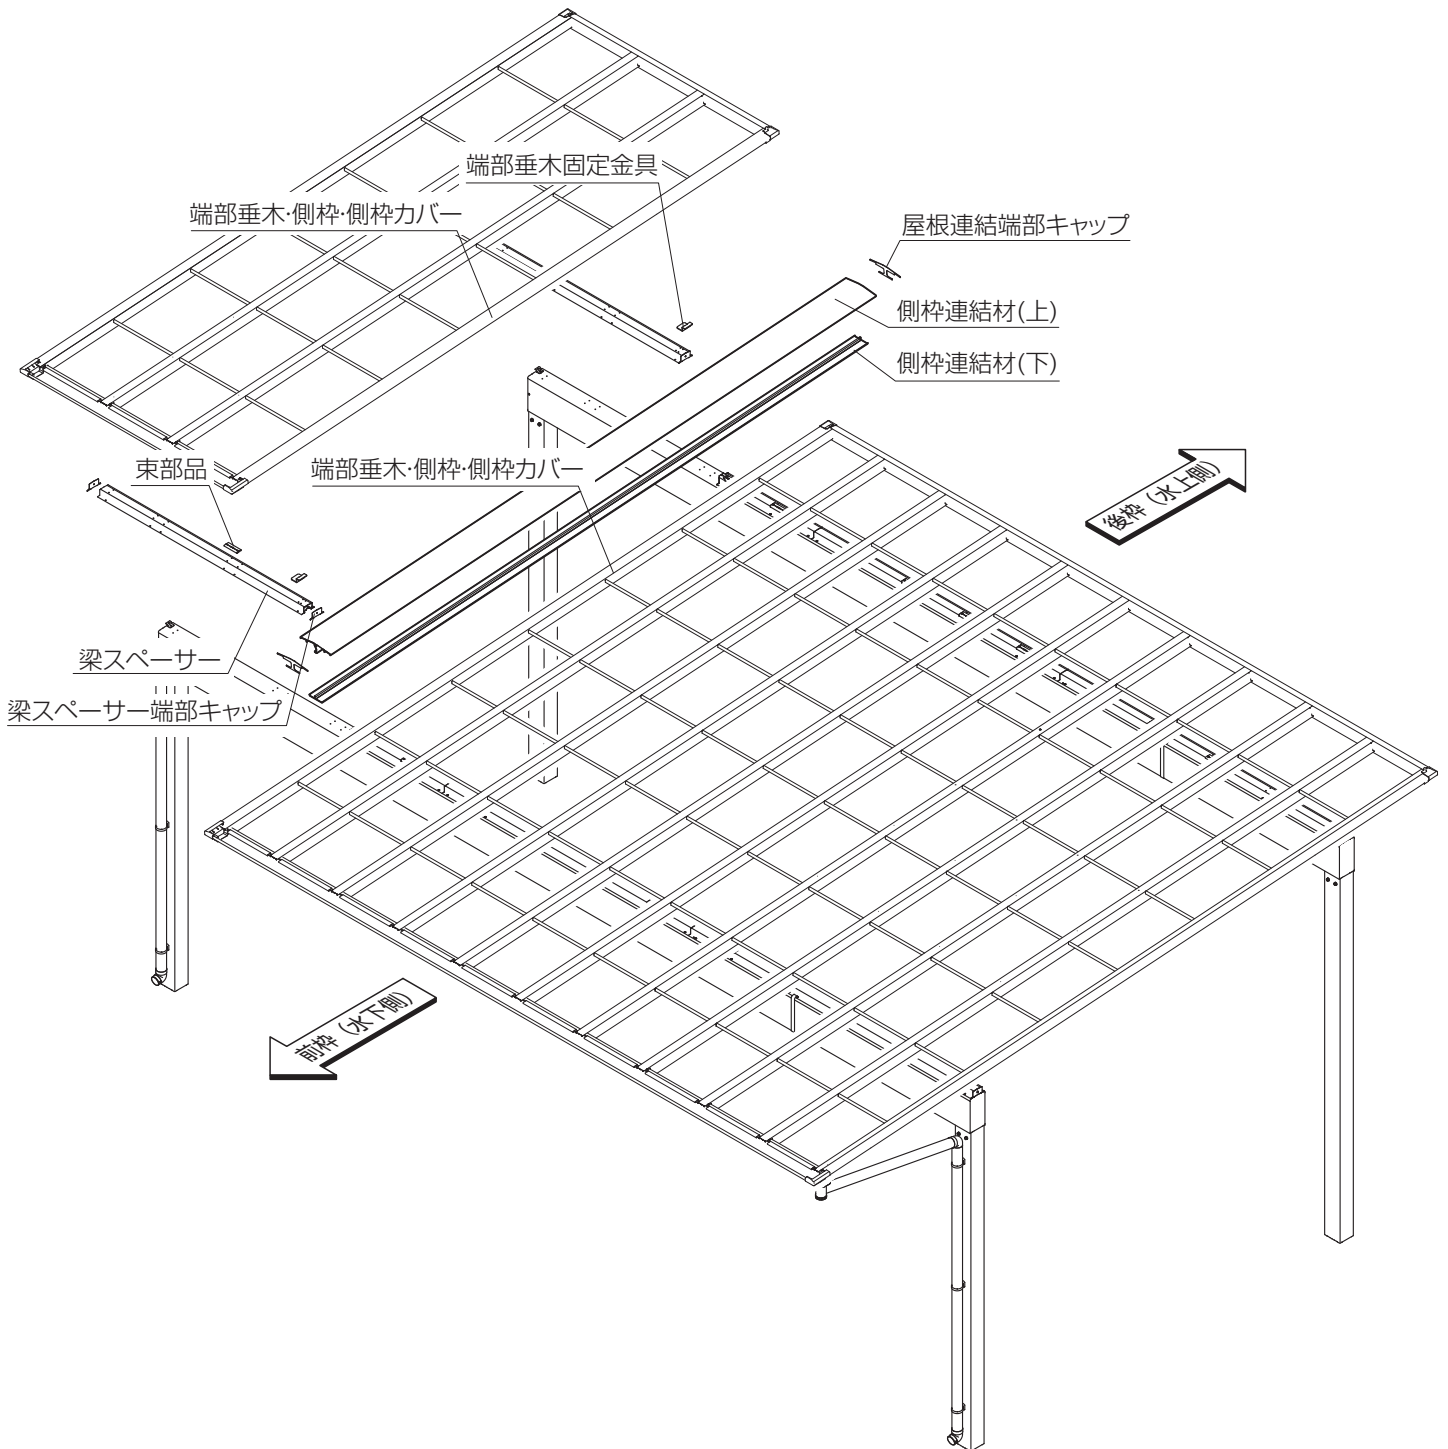 端部垂木固定金具
端部垂木・側枠・側枠カバー
屋根連結端部キャップ
側枠連結材(上)
側枠連結材(下)
束部品
端部垂木・側枠・側枠カバー
後枠（水上側）
梁スペーサー
梁スペーサー端部キャップ
前枠（水下側）